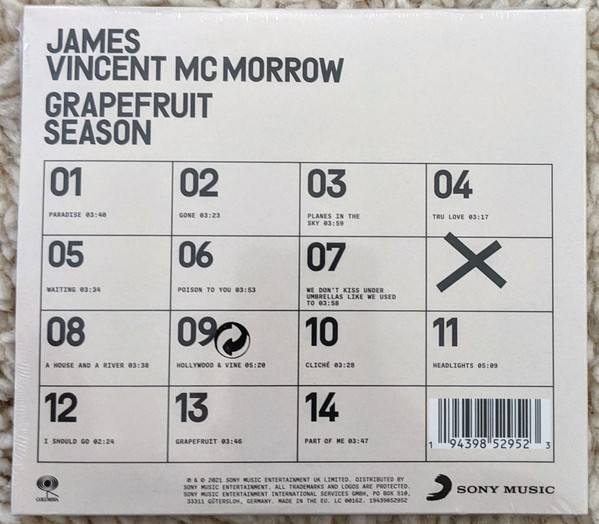 JAMES
VINCENT MC MORROW
GRAPEFRUIT
SEASON
01
PARADISE 03:40
02
GONE 03:23
03
PLANES IN THE
SKY 03:59
04
TRU LOVE 03:17
05
WAITING 03:34
06
POISON TO YOU 03:53
07
WE DON'T KISS UNDER
UMBRELLAS LIKE WE USED
TO 03:58
08
A HOUSE AND A RIVER 03:38
09
HOLLYWOOD & VINE 05:20
10
CLICHÉ 03:28
11
HEADLIGHTS 05:09
12
I SHOULD GO 02:24
13
GRAPEFRUIT 03:46
14
PART OF ME 03:47
1 94398 52952 3
COLUMBIA
℗ & © 2021 SONY MUSIC ENTERTAINMENT UK LIMITED. DISTRIBUTED BY
SONY MUSIC ENTERTAINMENT. ALL TRADEMARKS AND LOGOS ARE PROTECTED.
SONY MUSIC ENTERTAINMENT INTERNATIONAL SERVICES GMBH, PO BOX 510,
33311 GÜTERSLOH, GERMANY. MADE IN THE EU. LC 00162. 19439852952
SONY MUSIC